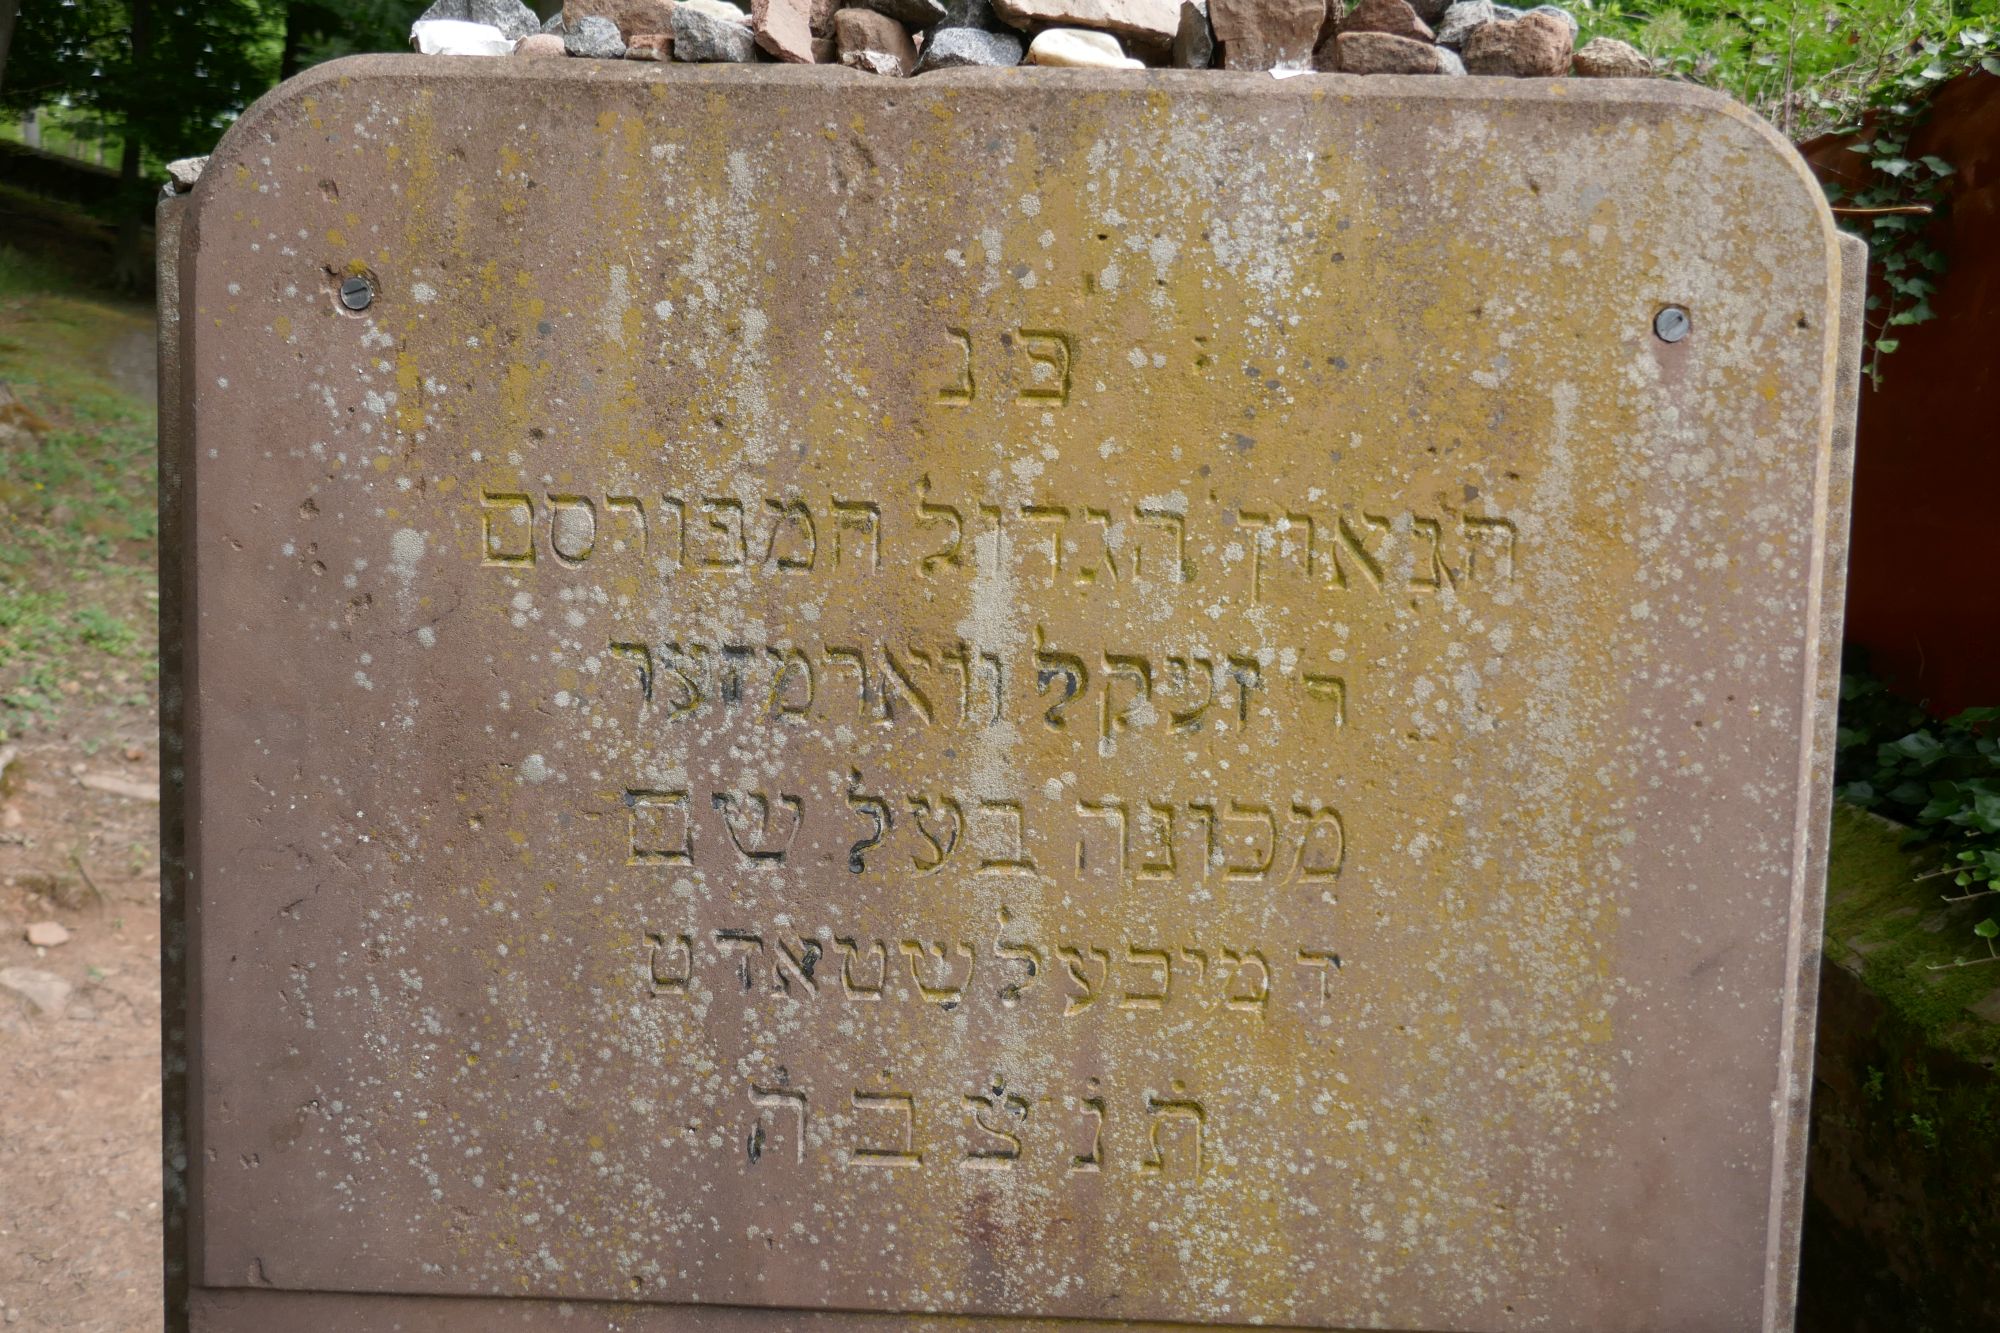 פ נ
הגאון הגדול המפורסם
ר׳ זעקל ווארמזער
מכונה בעל שם
ד מיכעלשטאדט
תׄ נׄ צׄ בׄ הׄ